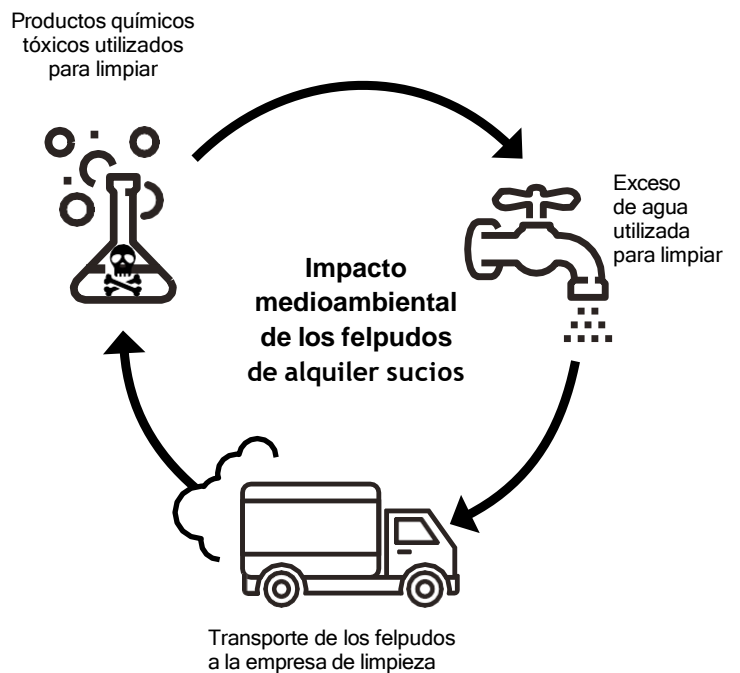 Productos químicos
tóxicos utilizados
para limpiar
Exceso
de agua
utilizada
para limpiar
Impacto
medioambiental
de los felpudos
de alquiler sucios
Transporte de los felpudos
a la empresa de limpieza